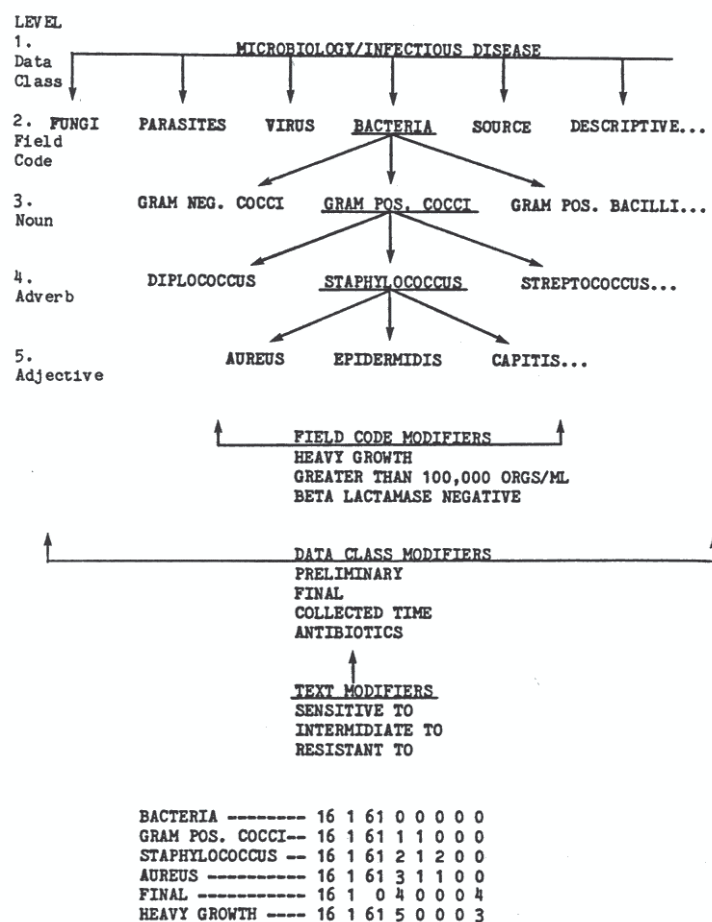 LEVEL
1. MICROBIOLOGY/INFECTIOUS DISEASE
Data
Class
2. FUNGI PARASITES VIRUS BACTERIA SOURCE DESCRIPTIVE...
Field
Code
3. GRAM NEG. COCCI GRAM POS. COCCI GRAM POS. BACILLI...
Noun
4. DIPLOCOCCUS STAPHYLOCOCCUS STREPTOCOCCUS...
Adverb
5. AUREUS EPIDERMIDIS CAPITIS...
Adjective
FIELD CODE MODIFIERS
HEAVY GROWTH
GREATER THAN 100,000 ORGS/ML
BETA LACTAMASE NEGATIVE
DATA CLASS MODIFIERS
PRELIMINARY
FINAL
COLLECTED TIME
ANTIBIOTICS
TEXT MODIFIERS
SENSITIVE TO
INTERMIDIATE TO
RESISTANT TO
BACTERIA -------- 16 1 61 0 0 0 0 0
GRAM POS. COCCI-- 16 1 61 1 1 0 0 0
STAPHYLOCOCCUS -- 16 1 61 2 1 2 0 0
AUREUS ---------- 16 1 61 3 1 1 0 0
FINAL ----------- 16 1 0 4 0 0 0 4
HEAVY GROWTH ---- 16 1 61 5 0 0 0 3